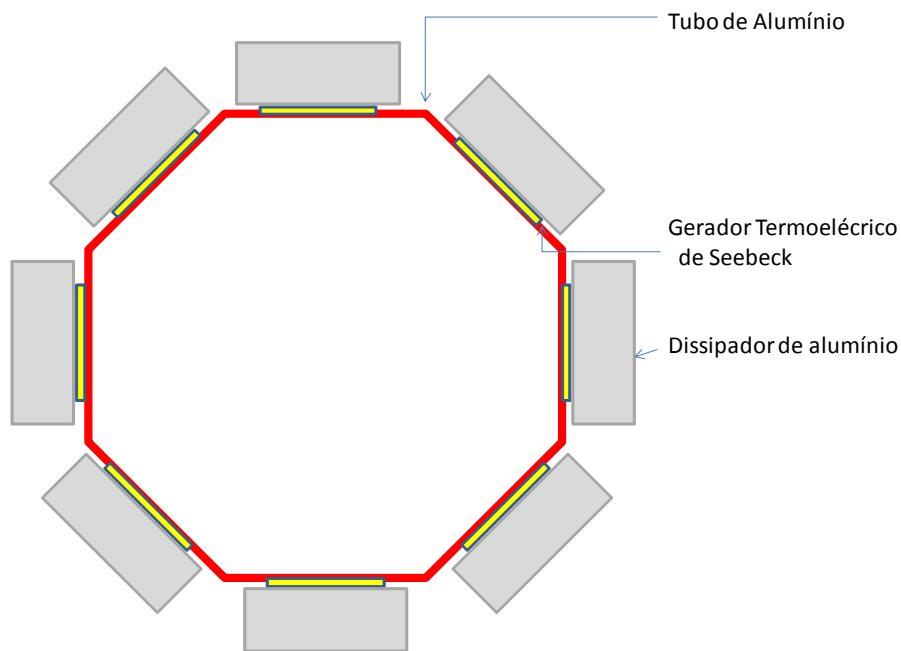 Tubo de Alumínio
Gerador Termoelécrico
de Seebeck
Dissipador de alumínio